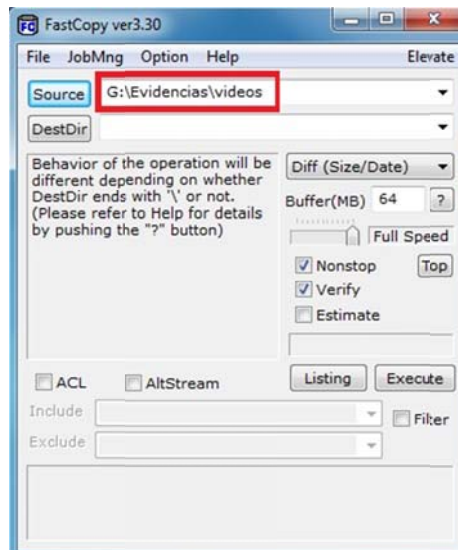 FC FastCopy ver3.30
File JobMng Option Help Elevate
Source G:\Evidencias\videos
DestDir
Behavior of the operation will be
different depending on whether
DestDir ends with '\' or not.
(Please refer to Help for details
by pushing the "?" button)
Diff (Size/Date)
Buffer(MB) 64 ?
Full Speed
Nonstop Top
Verify
Estimate
ACL AltStream Listing Execute
Include Filter
Exclude